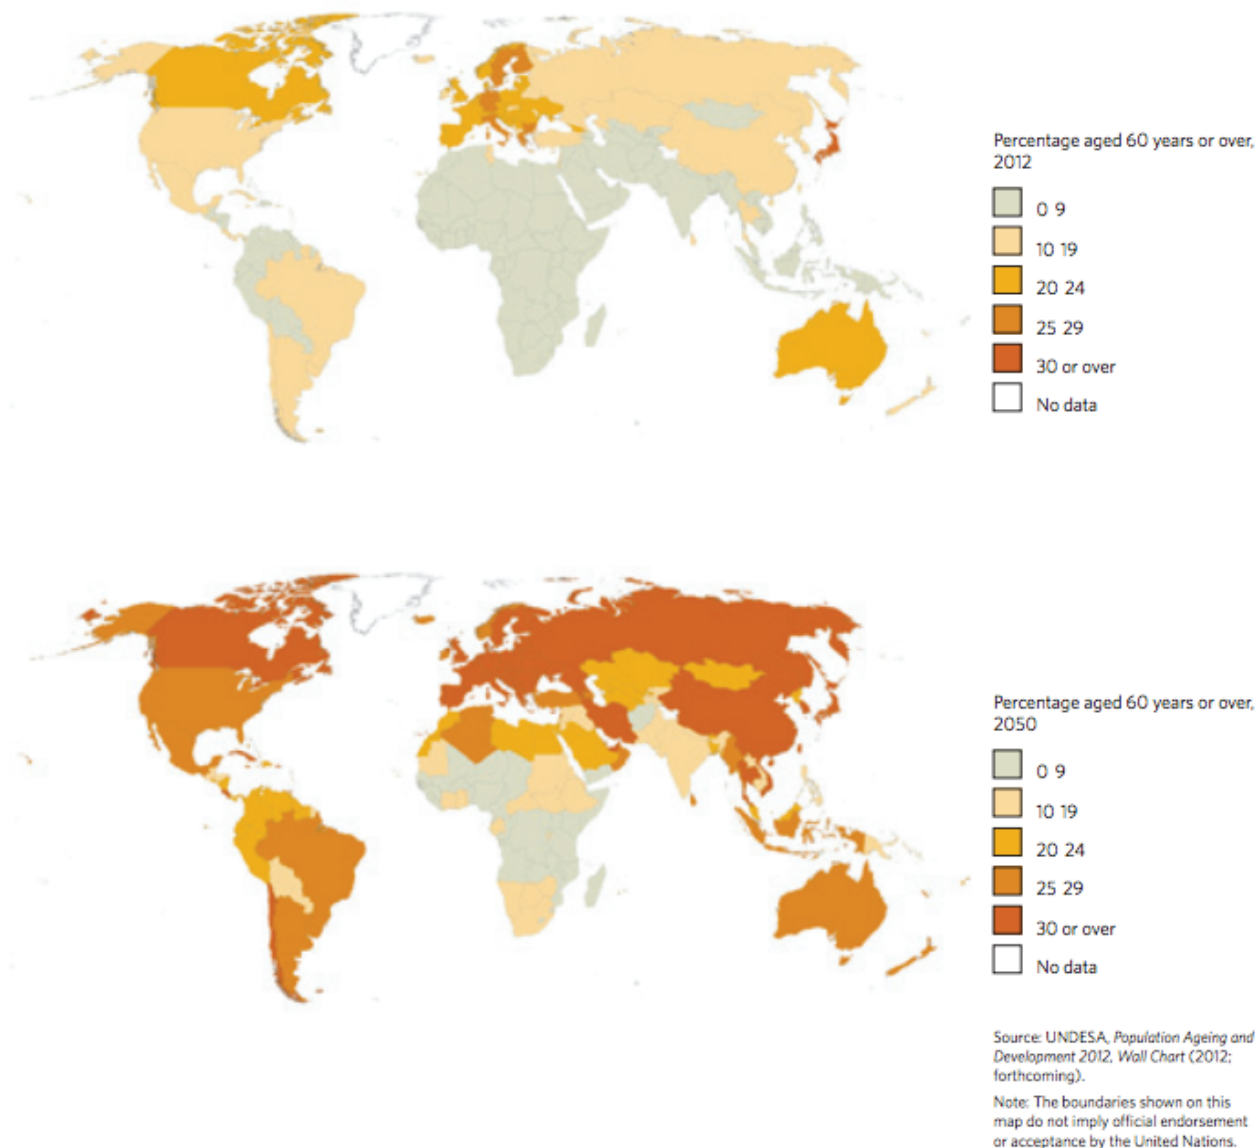 Percentage aged 60 years or over,
2012
0 9
10 19
20 24
25 29
30 or over
No data
Percentage aged 60 years or over,
2050
0 9
10 19
20 24
25 29
30 or over
No data
Source: UNDESA, Population Ageing and
Development 2012, Wall Chart (2012;
forthcoming).
Note: The boundaries shown on this
map do not imply official endorsement
or acceptance by the United Nations.